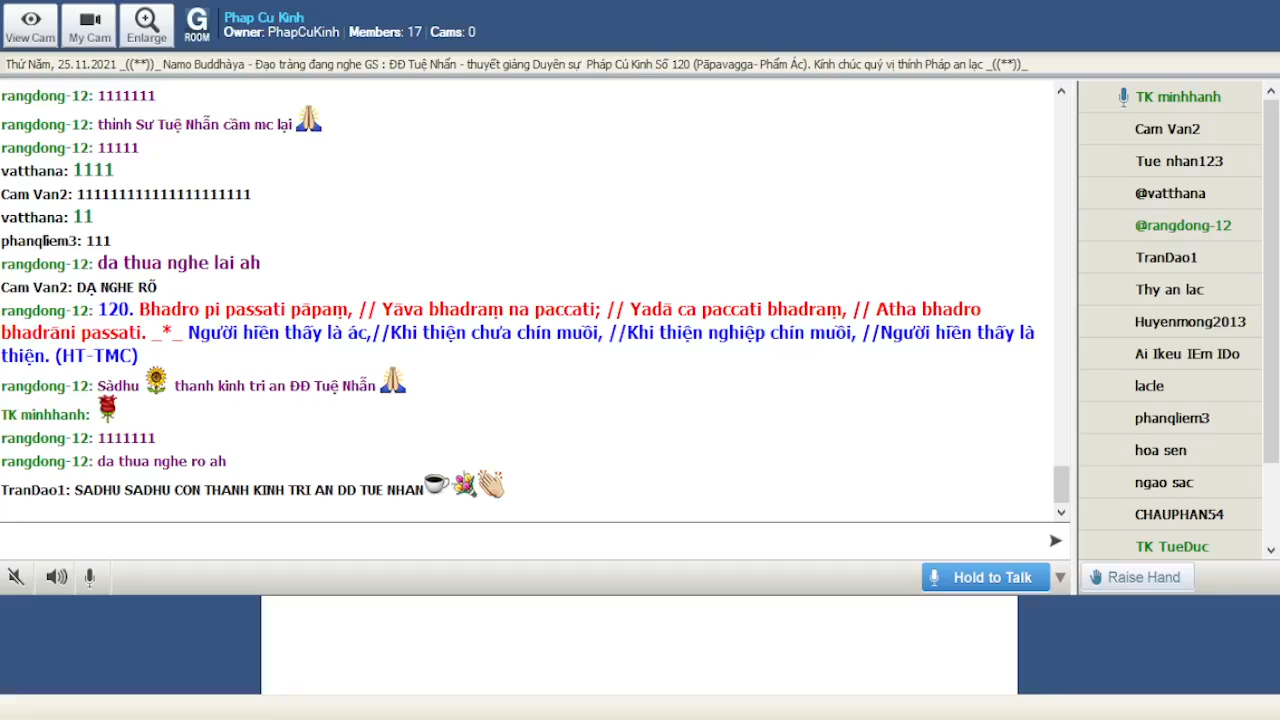 View Cam
My Cam
Enlarge
G
ROOM
Phap Cu Kinh
Owner: PhapCuKinh | Members: 17 | Cams: 0
Thứ Năm, 25.11.2021 _((**))_ Namo Buddhàya - Đạo tràng đang nghe GS : ĐĐ Tuệ Nhẫn - thuyết giảng Duyên sự Pháp Cú Kinh Số 120 (Pāpavagga- Phẩm Ác). Kính chúc quý vị thính Pháp an lạc _((**))_
rangdong-12: 1111111
rangdong-12: thỉnh Sư Tuệ Nhẫn cầm mc lại
rangdong-12: 11111
vatthana: 1111
Cam Van2: 111111111111111111111
vatthana: 11
phanqliem3: 111
rangdong-12: da thua nghe lai ah
Cam Van2: DẠ NGHE RÕ
rangdong-12: 120. Bhadro pi passati pāpaṃ, // Yāva bhadraṃ na paccati; // Yadā ca paccati bhadraṃ, // Atha bhadro
bhadrāni passati. _*_ Người hiền thấy là ác,//Khi thiện chưa chín muồi, //Khi thiện nghiệp chín muồi, //Người hiền thấy là
thiện. (HT-TMC)
rangdong-12: Sàdhu thanh kinh tri an ĐĐ Tuệ Nhẫn
TK minhhanh:
rangdong-12: 1111111
rangdong-12: da thua nghe ro ah
TranDao1: SADHU SADHU CON THANH KINH TRI AN DD TUE NHAN
TK minhhanh
Cam Van2
Tue nhan123
@vatthana
@rangdong-12
TranDao1
Thy an lac
Huyenmong2013
Ai lkeu IEm IDo
lacle
phanqliem3
hoa sen
ngao sac
CHAUPHAN54
TK TueDuc
Hold to Talk
Raise Hand